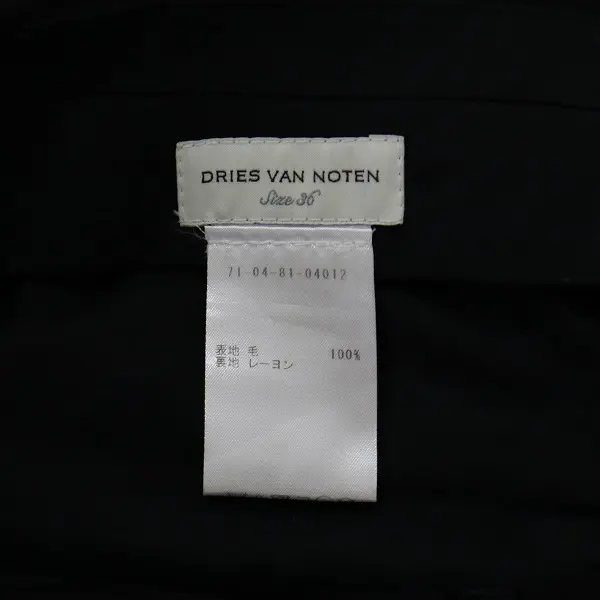 DRIES VAN NOTEN
Size 36
71-04-81-04012
表地 毛 100%
裏地 レーヨン